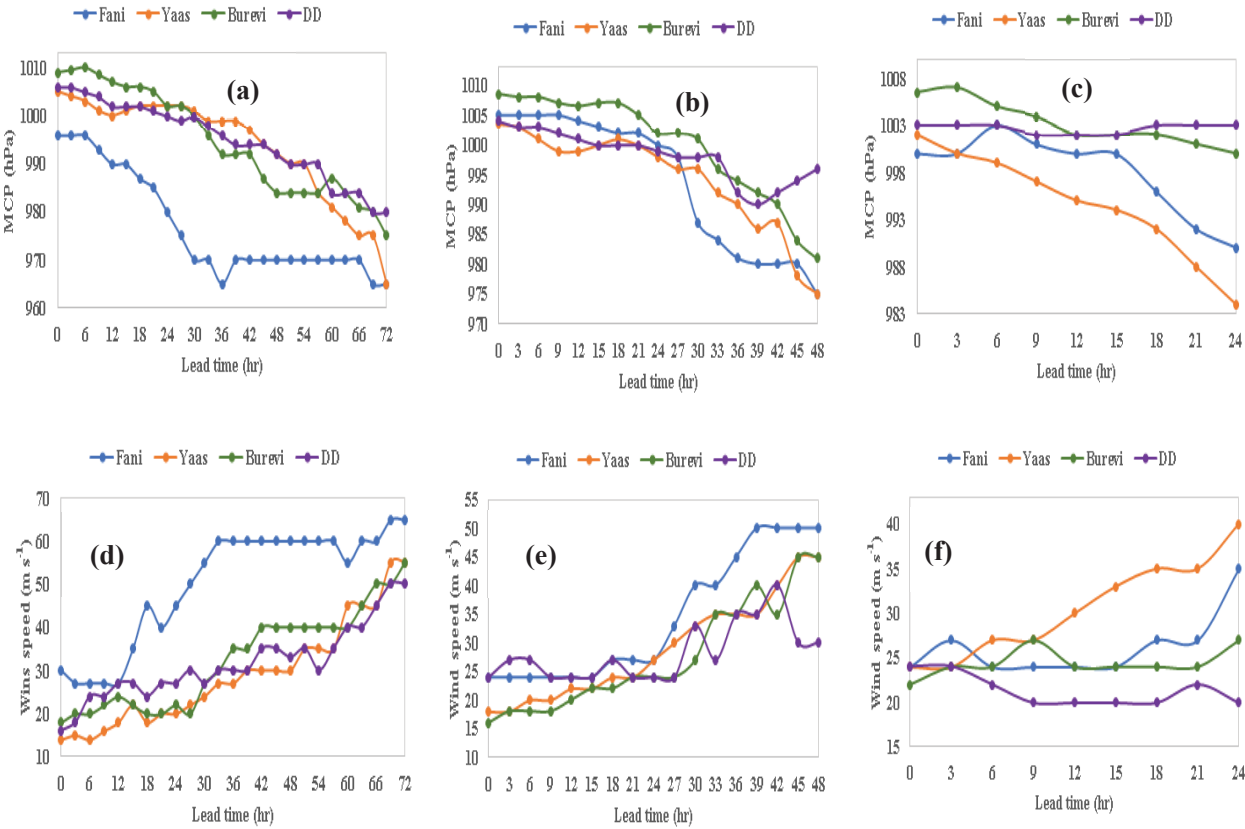 Fani Yaas Burevi DD
(a)
MCP (hPa)
1010
1000
990
980
970
960
0 6 12 18 24 30 36 42 48 54 60 66 72
Lead time (hr)
Fani Yaas Burevi DD
(b)
MCP (hPa)
1010
1005
1000
995
990
985
980
975
970
0 3 6 9 12 15 18 21 24 27 30 33 36 39 42 45 48
Lead time (hr)
Fani Yaas Burevi DD
(c)
MCP (hPa)
1008
1003
998
993
988
983
0 3 6 9 12 15 18 21 24
Lead time (hr)
Fani Yaas Burevi DD
(d)
Wins speed (m s⁻¹)
70
60
50
40
30
20
10
0 6 12 18 24 30 36 42 48 54 60 66 72
Lead time (hr)
Fani Yaas Burevi DD
(e)
Wind speed (m s⁻¹)
55
50
45
40
35
30
25
20
15
10
0 3 6 9 12 15 18 21 24 27 30 33 36 39 42 45 48
Lead time (hr)
Fani Yaas Burevi DD
(f)
Wind speed (m s⁻¹)
40
35
30
25
20
15
0 3 6 9 12 15 18 21 24
Lead time (hr)